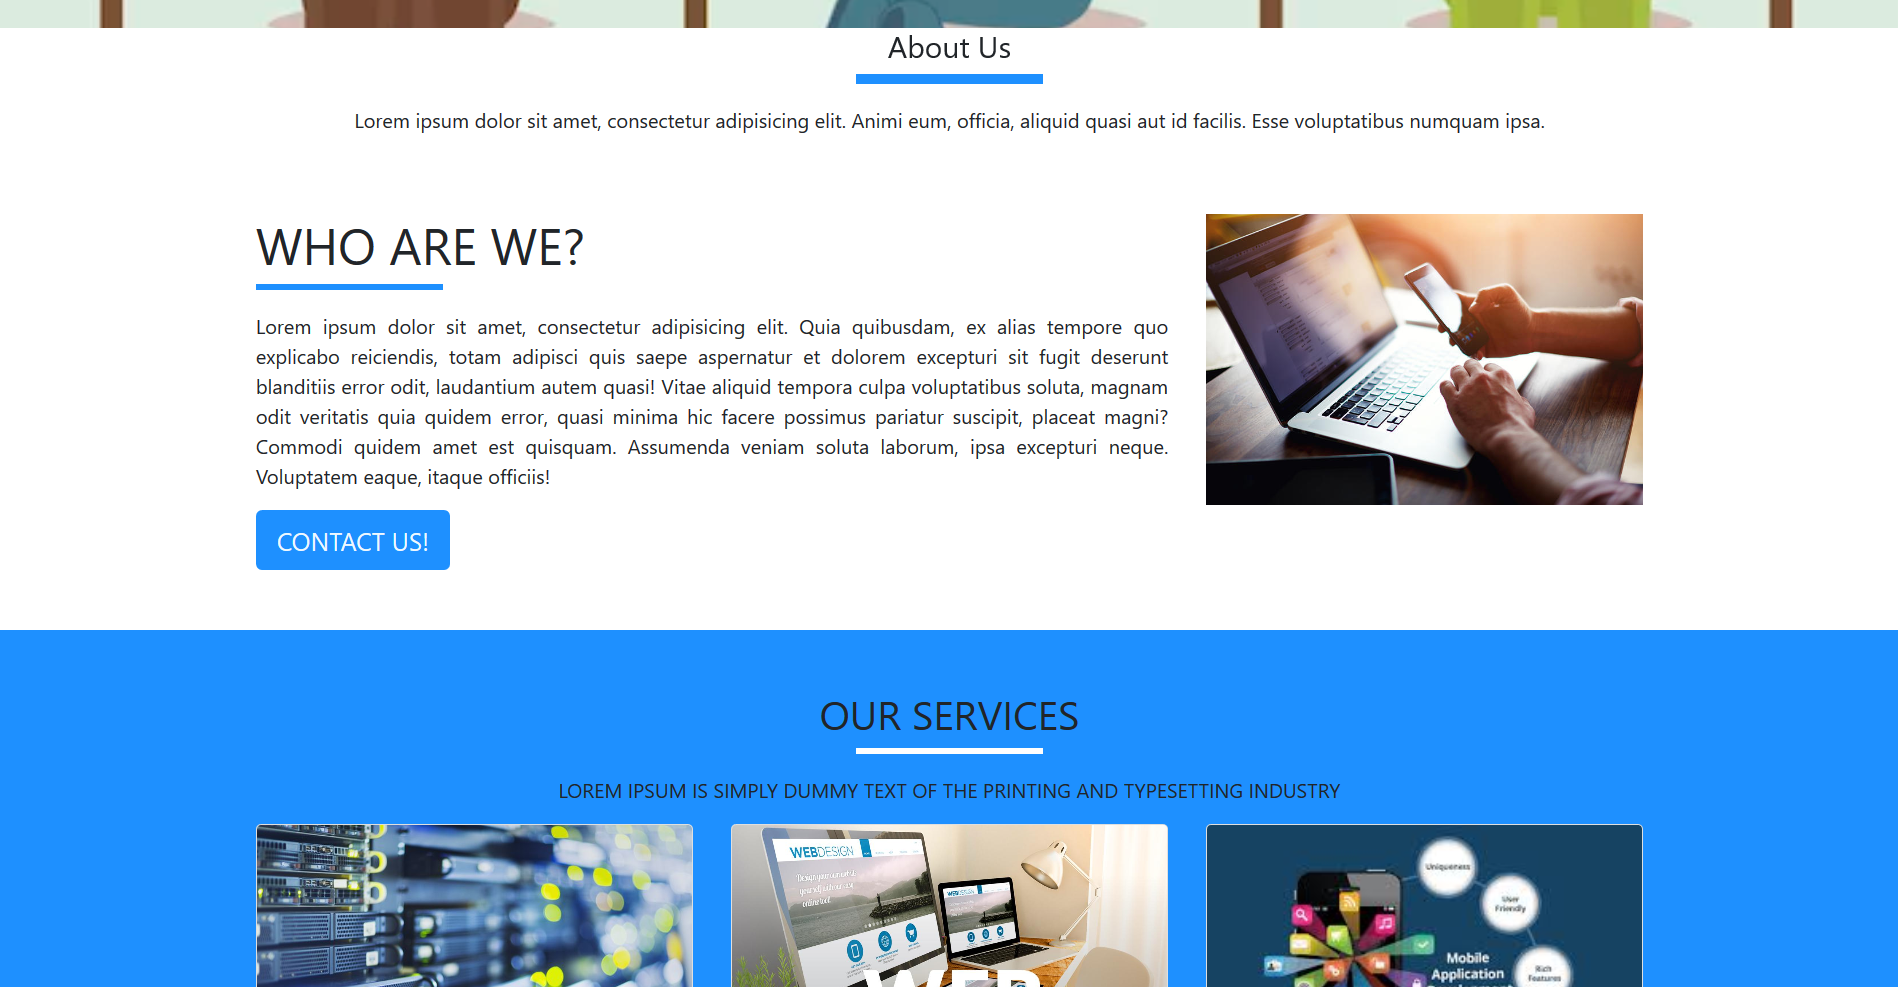 About Us
Lorem ipsum dolor sit amet, consectetur adipisicing elit. Animi eum, officia, aliquid quasi aut id facilis. Esse voluptatibus numquam ipsa.
WHO ARE WE?
Lorem ipsum dolor sit amet, consectetur adipisicing elit. Quia quibusdam, ex alias tempore quo
explicabo reiciendis, totam adipisci quis saepe aspernatur et dolorem excepturi sit fugit deserunt
blanditiis error odit, laudantium autem quasi! Vitae aliquid tempora culpa voluptatibus soluta, magnam
odit veritatis quia quidem error, quasi minima hic facere possimus pariatur suscipit, placeat magni?
Commodi quidem amet est quisquam. Assumenda veniam soluta laborum, ipsa excepturi neque.
Voluptatem eaque, itaque officiis!
CONTACT US!
OUR SERVICES
LOREM IPSUM IS SIMPLY DUMMY TEXT OF THE PRINTING AND TYPESETTING INDUSTRY
WEBDESIGN
WEBDESIGN
WEB
Uniqueness
User
Friendly
Rich
Features
Mobile
Application